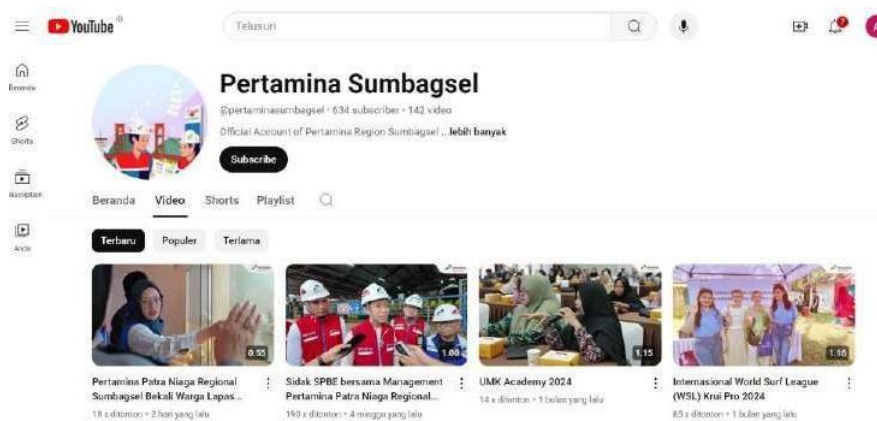 YouTube ID
Telusuri
7
Beranda
Shorts
Subscription
Anda
Pertamina Sumbagsel
@pertaminasumbagsel • 634 subscriber • 142 video
Official Account of Pertamina Region Sumbagsel ...lebih banyak
Subscribe
Beranda Video Shorts Playlist
Terbaru Populer Terlama
0.55
1.00
1.15
1.16
Pertamina Patra Niaga Regional
Sumbagsel Bekali Warga Lapas...
18 x ditonton • 2 hari yang lalu
Sidak SPBE bersama Management
Pertamina Patra Niaga Regional...
190 x ditonton • 4 minggu yang lalu
UMK Academy 2024
14 x ditonton • 1 bulan yang lalu
Internasional World Surf League
(WSL) Krui Pro 2024
85 x ditonton • 1 bulan yang lalu